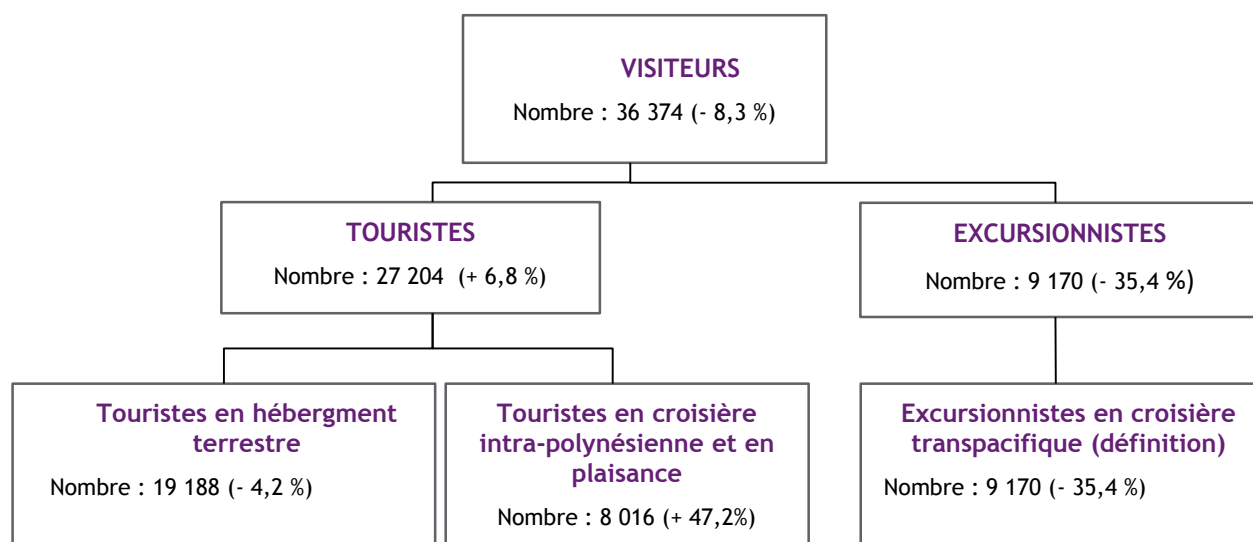 VISITEURS
Nombre : 36 374 (- 8,3 %)
TOURISTES
Nombre : 27 204  (+ 6,8 %)
EXCURSIONNISTES
Nombre : 9 170 (- 35,4 %)
Touristes en hébergment
terrestre
Nombre : 19 188 (- 4,2 %)
Touristes en croisière
intra-polynésienne et en
plaisance
Nombre : 8 016 (+ 47,2%)
Excursionnistes en croisière
transpacifique (définition)
Nombre : 9 170 (- 35,4 %)